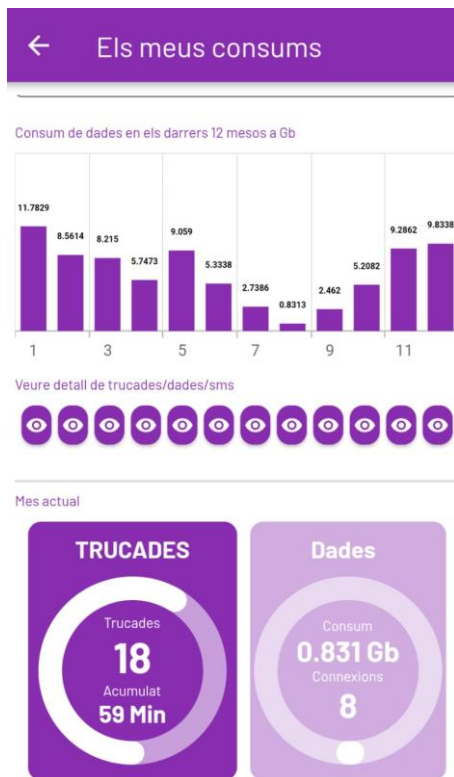 Els meus consums
Consum de dades en els darrers 12 mesos a Gb
11.7829
8.5614
8.215
5.7473
9.059
5.3338
2.7386
0.8313
2.462
5.2082
9.2862
9.8338
1 3 5 7 9 11
Veure detall de trucades/dades/sms
Mes actual
TRUCADES
Trucades
18
Acumulat
59 Min
Dades
Consum
0.831 Gb
Connexions
8